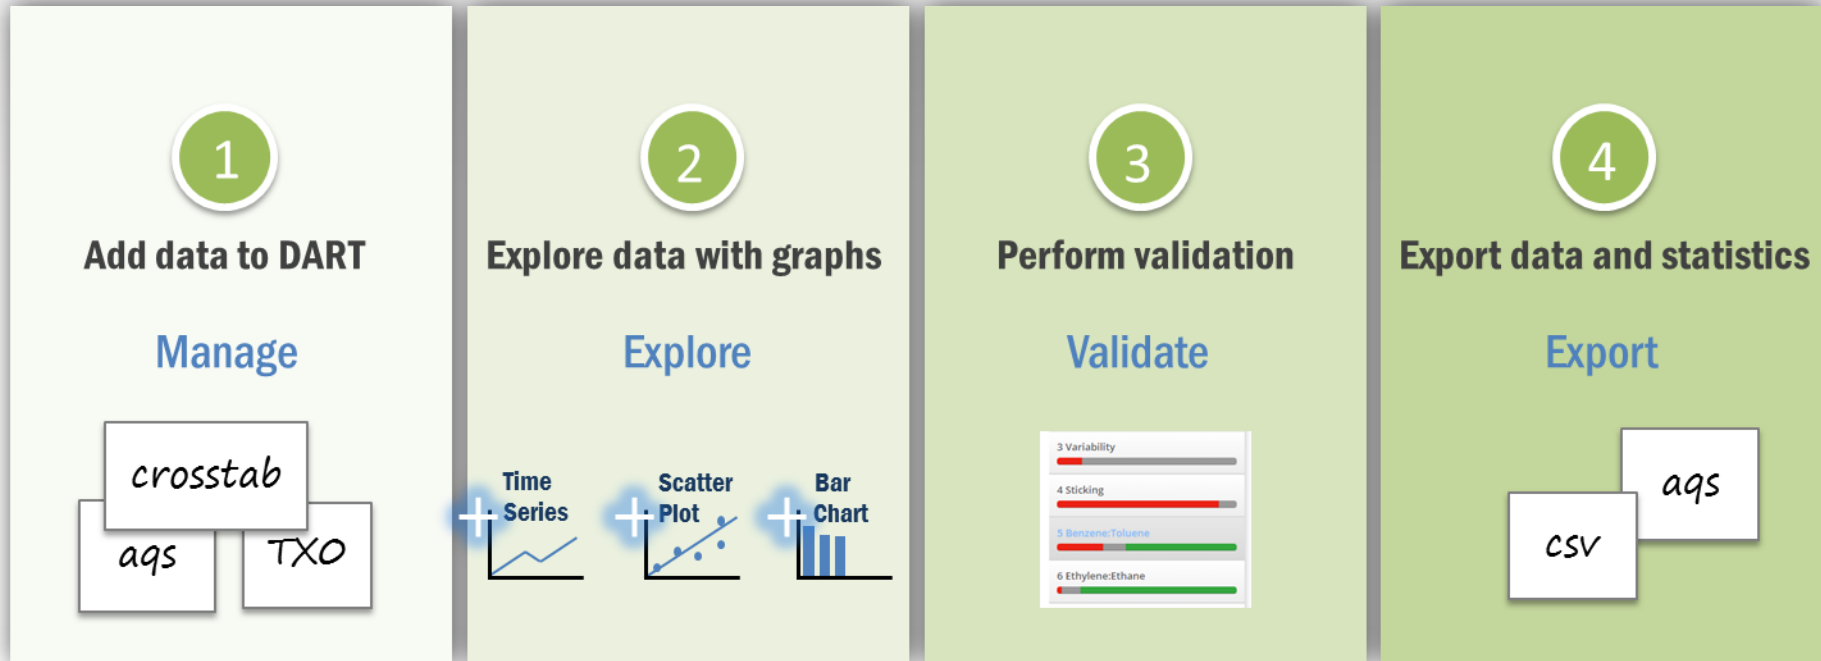 1
Add data to DART
Manage
crosstab
aqs
TXO
2
Explore data with graphs
Explore
Time
Series
Scatter
Plot
Bar
Chart
3
Perform validation
Validate
3 Variability
4 Sticking
5 Benzene:Toluene
6 Ethylene:Ethane
4
Export data and statistics
Export
aqs
csv